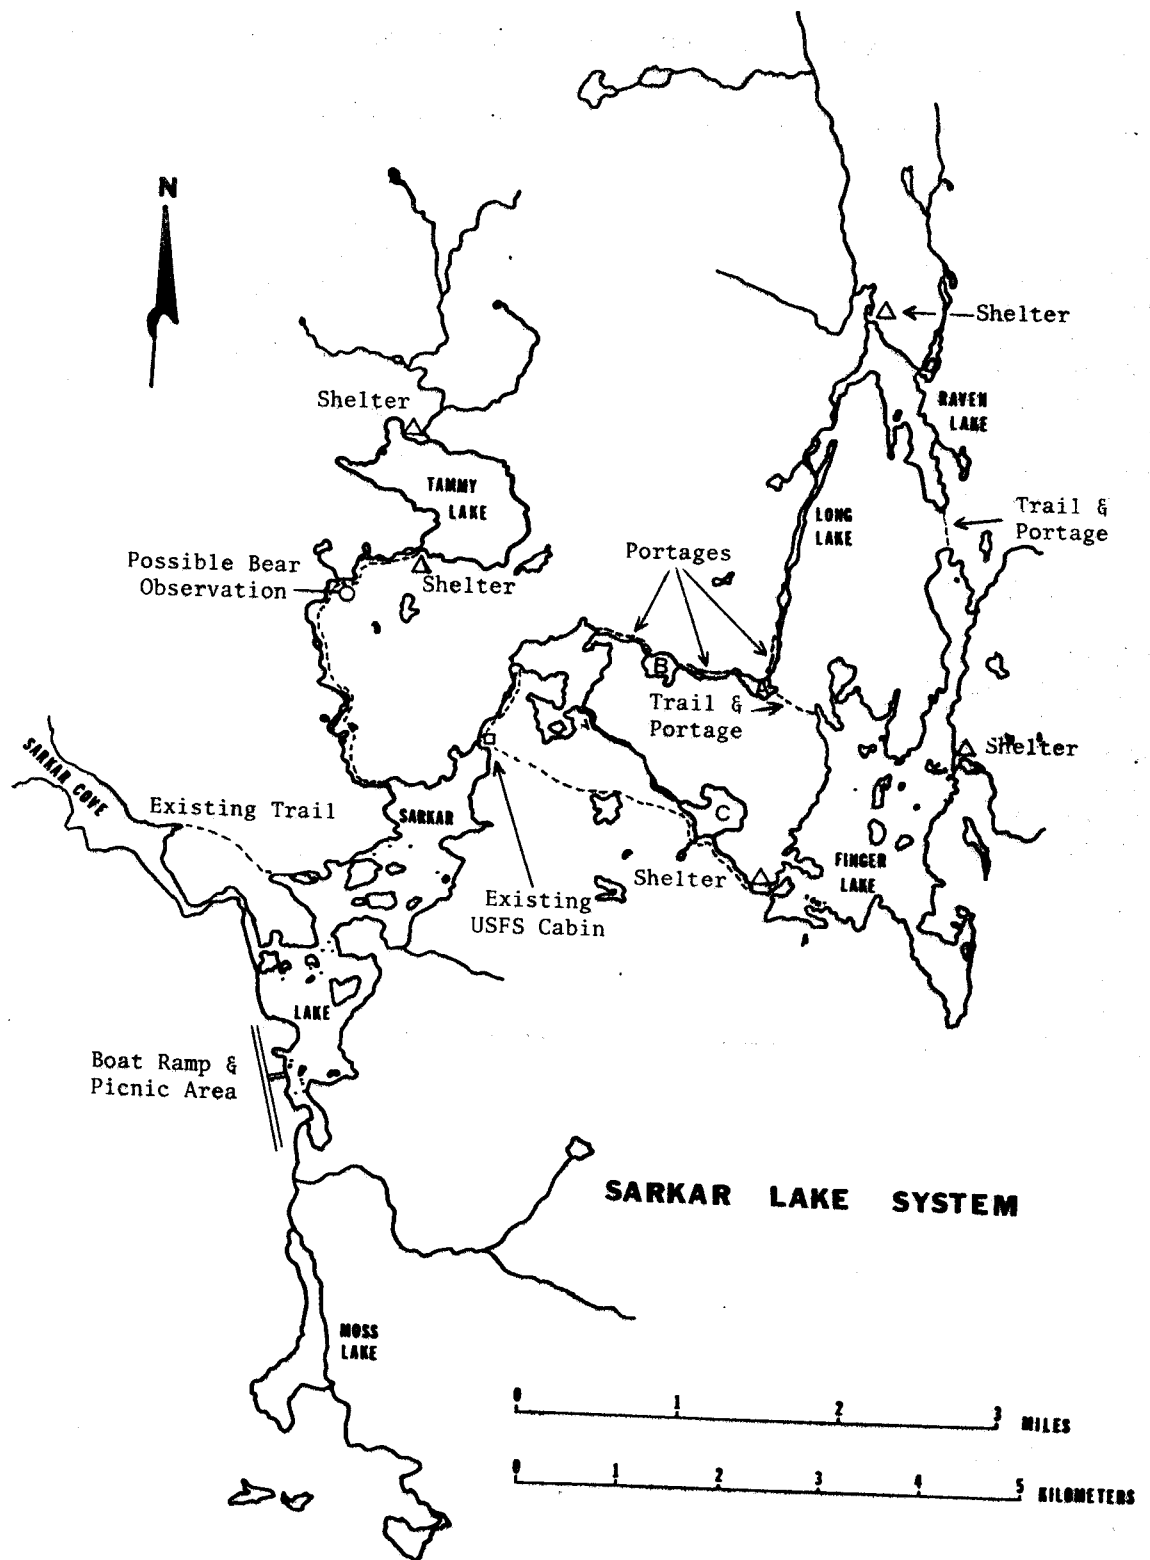 N
Shelter
RAVEN
LAKE
Shelter
TAMMY
LAKE
LONG
LAKE
Trail &
Portage
Possible Bear
Observation
Shelter
Portages
B
A
Trail &
Portage
SARKAR COVE
Existing Trail
SARKAR
Shelter
C
Shelter
FINGER
LAKE
Existing
USFS Cabin
LAKE
Boat Ramp &
Picnic Area
SARKAR LAKE SYSTEM
MOSS
LAKE
0 1 2 3 MILES
0 1 2 3 4 5 KILOMETERS